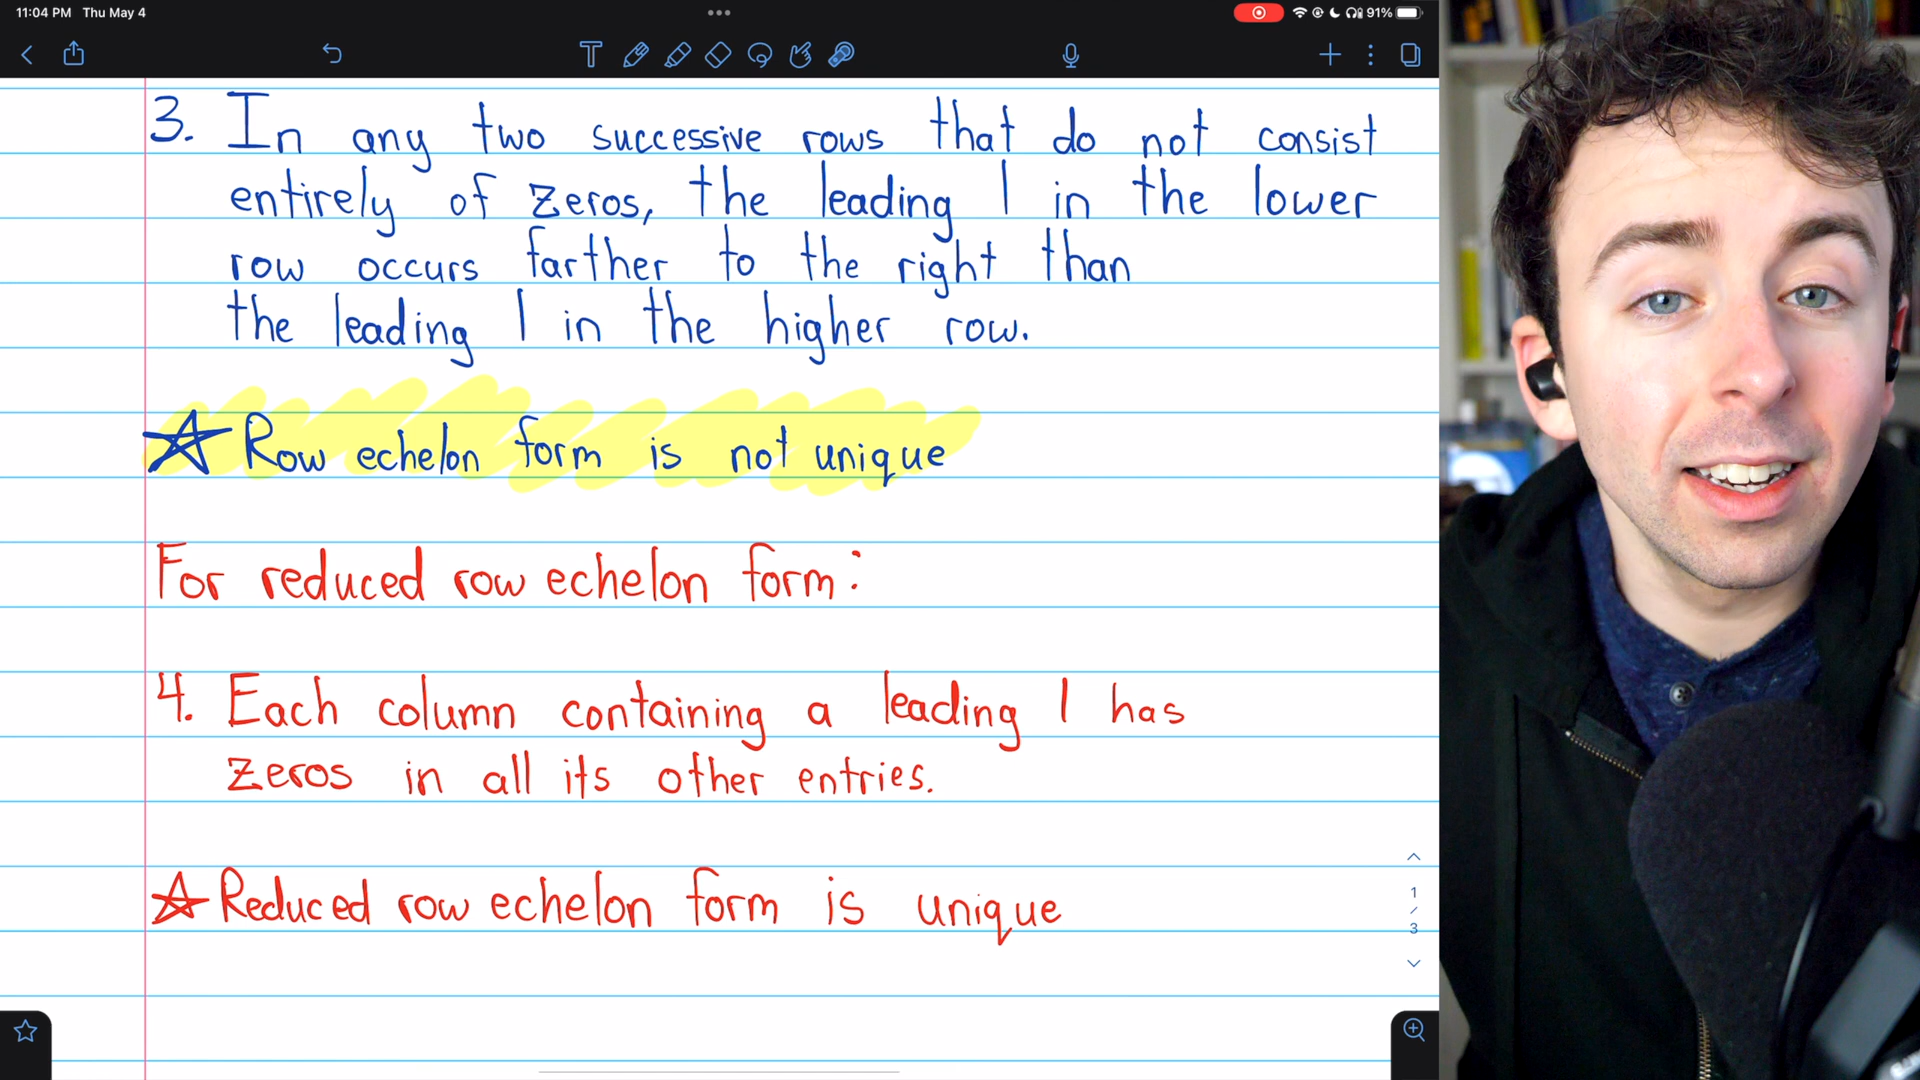 11:04 PM Thu May 4
91%
3. In any two successive rows that do not consist
entirely of zeros, the leading 1 in the lower
row occurs farther to the right than
the leading 1 in the higher row.
Row echelon form is not unique
For reduced row echelon form:
4. Each column containing a leading 1 has
zeros in all its other entries.
Reduced row echelon form is unique
1
/
3